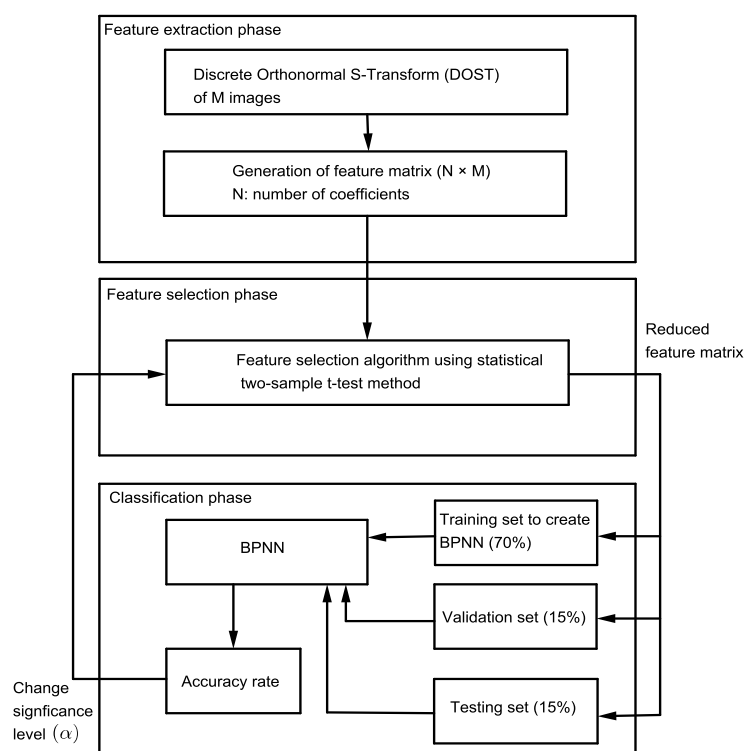 Feature extraction phase
Discrete Orthonormal S-Transform (DOST)
of M images
Generation of feature matrix (N × M)
N: number of coefficients
Feature selection phase
Reduced
feature matrix
Feature selection algorithm using statistical
two-sample t-test method
Classification phase
Training set to create
BPNN (70%)
BPNN
Validation set (15%)
Accuracy rate
Testing set (15%)
Change
signficance
level (α)